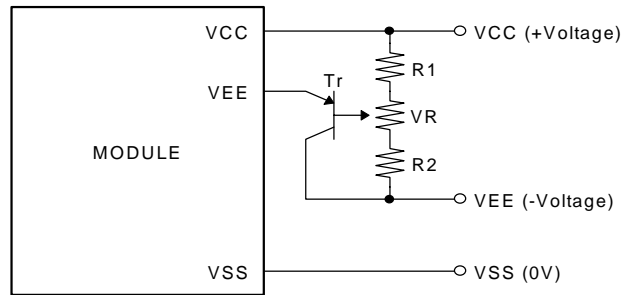 VCC VCC (+Voltage)
R1
Tr
VEE
VR
MODULE
R2
VEE (-Voltage)
VSS VSS (0V)